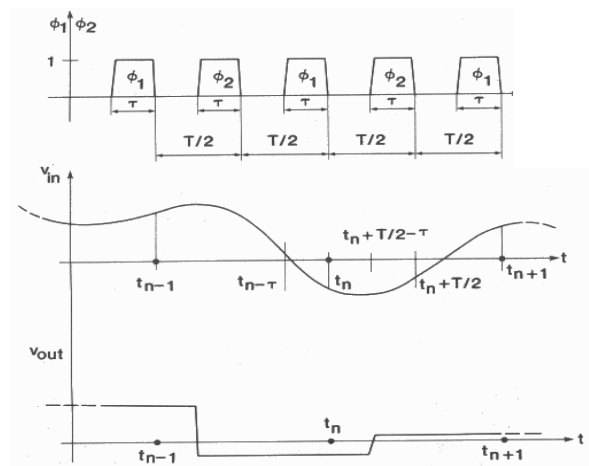 ϕ1 ϕ2
1
ϕ1 ϕ2 ϕ1 ϕ2 ϕ1
τ τ τ τ τ
T/2 T/2 T/2 T/2
vin
tn+T/2-τ
tn-1 tn-τ tn tn+T/2 tn+1 t
vout
tn
t
tn-1 tn+1